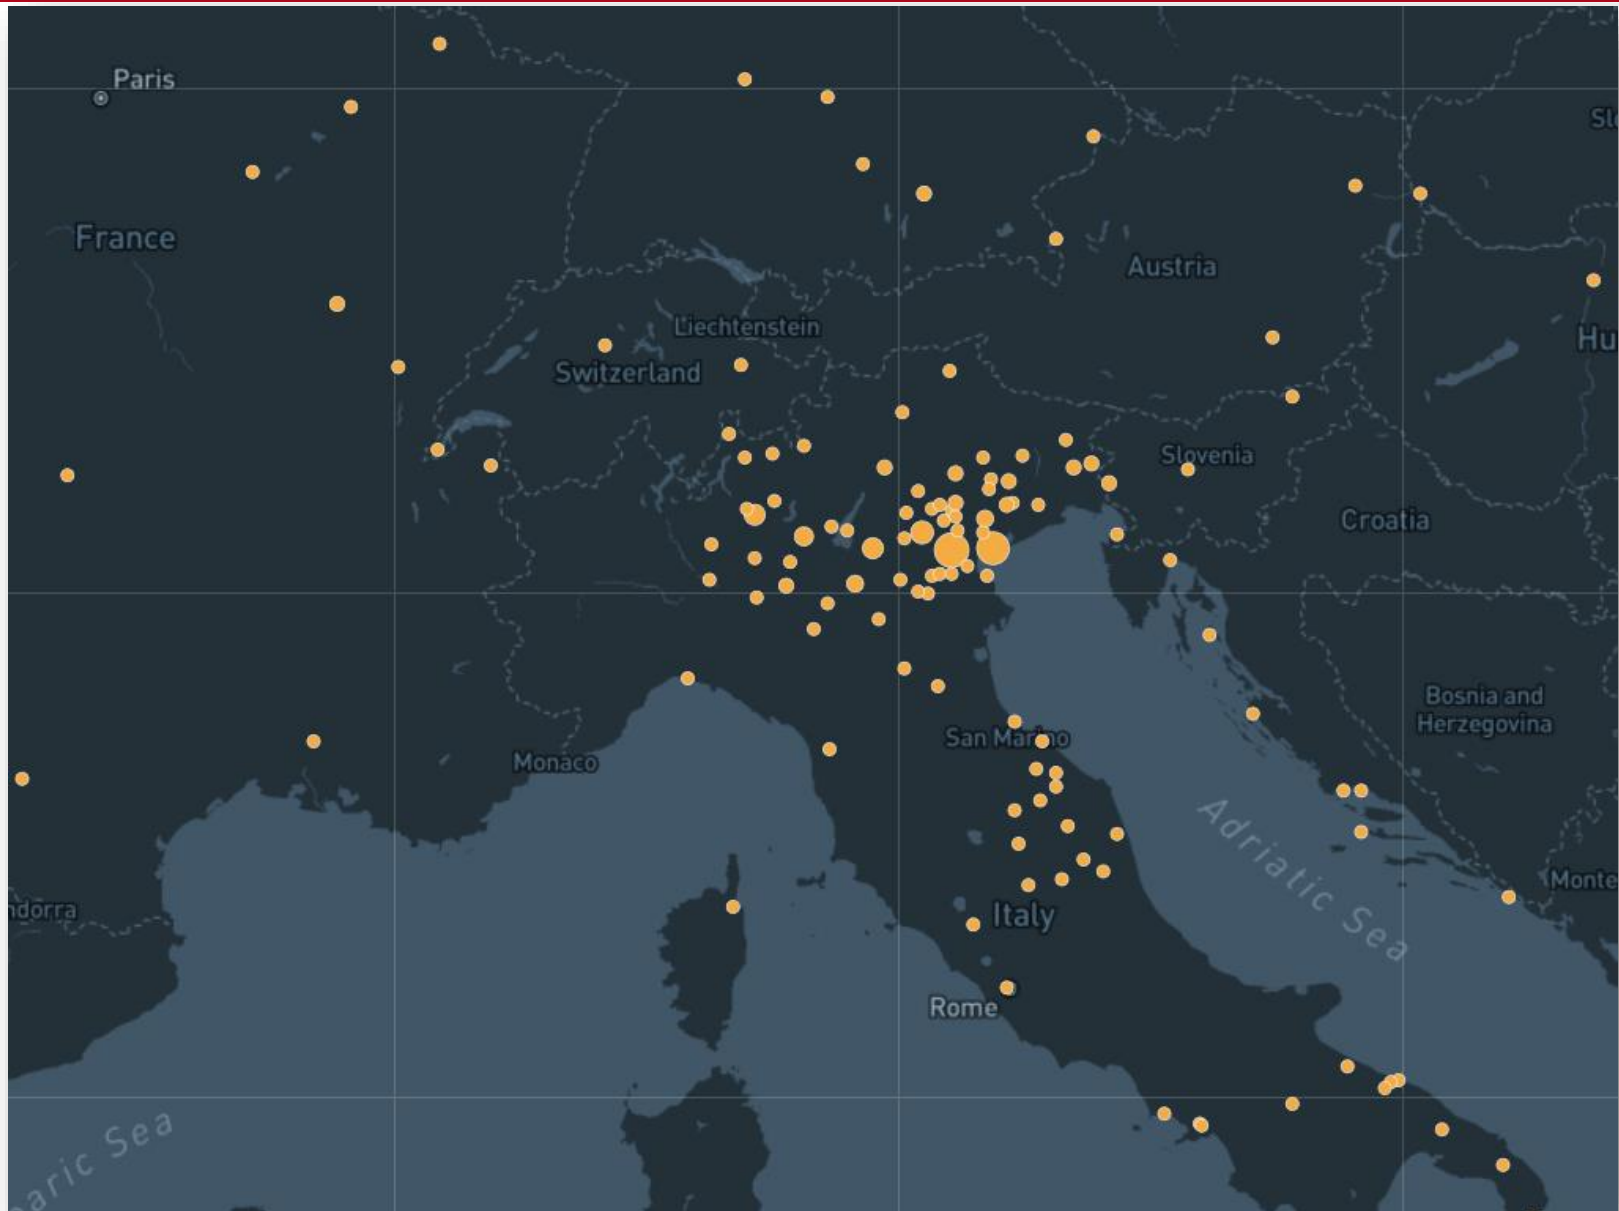 Paris
Slo
France
Austria
Liechtenstein
Hu
Switzerland
Slovenia
Croatia
Bosnia and
Herzegovina
San Marino
Monaco
Adriatic Sea
Monte
ndorra
Italy
Rome
aric Sea